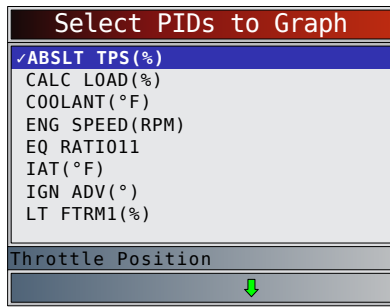 Select PIDs to Graph
✓ABSLT TPS(%)
CALC LOAD(%)
COOLANT(°F)
ENG SPEED(RPM)
EQ RATIO11
IAT(°F)
IGN ADV(°)
LT FTRM1(%)
Throttle Position